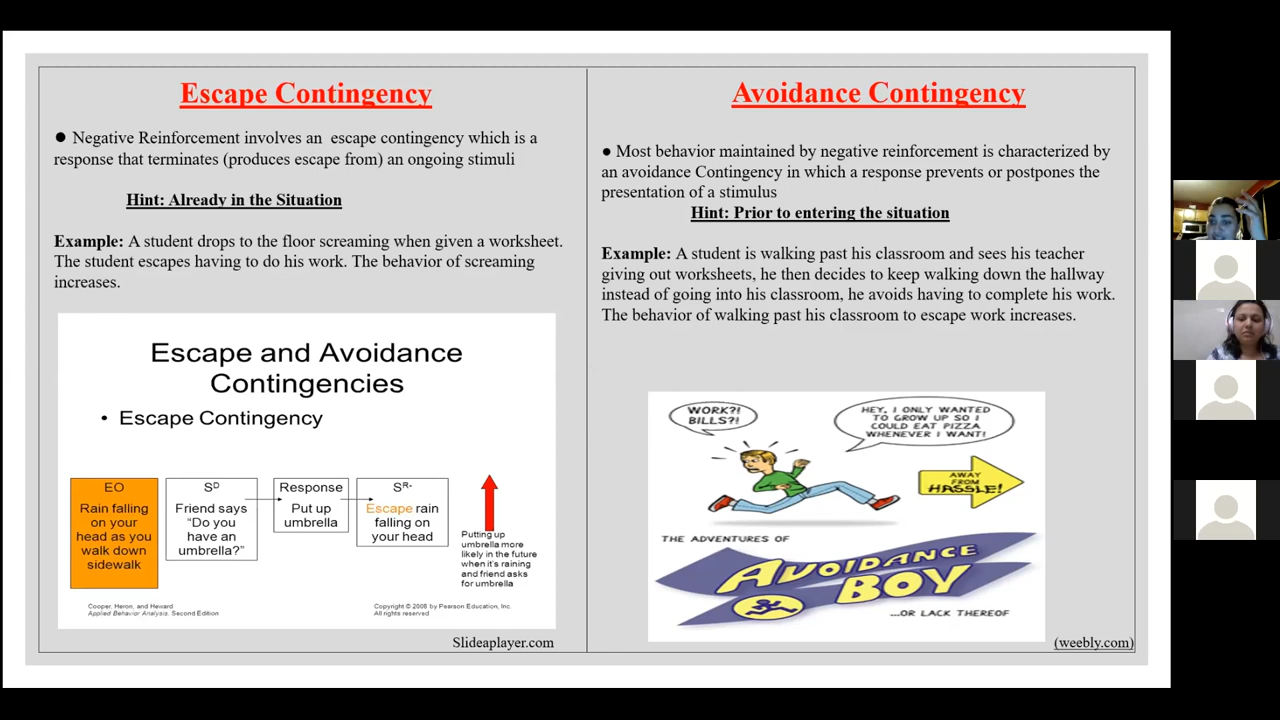 Escape Contingency
● Negative Reinforcement involves an escape contingency which is a
response that terminates (produces escape from) an ongoing stimuli
Hint: Already in the Situation
Example: A student drops to the floor screaming when given a worksheet.
The student escapes having to do his work. The behavior of screaming
increases.
Escape and Avoidance
Contingencies
• Escape Contingency
EO
Rain falling
on your
head as you
walk down
sidewalk
SD
Friend says
“Do you
have an
umbrella?”
Response
Put up
umbrella
SR-
Escape rain
falling on
your head
Putting up
umbrella more
likely in the future
when it's raining
and friend asks
for umbrella
Cooper, Heron, and Heward
Applied Behavior Analysis, Second Edition
Copyright © 2008 by Pearson Education, Inc.
All rights reserved
Slideaplayer.com
Avoidance Contingency
● Most behavior maintained by negative reinforcement is characterized by
an avoidance Contingency in which a response prevents or postpones the
presentation of a stimulus
Hint: Prior to entering the situation
Example: A student is walking past his classroom and sees his teacher
giving out worksheets, he then decides to keep walking down the hallway
instead of going into his classroom, he avoids having to complete his work.
The behavior of walking past his classroom to escape work increases.
WORK?!
BILLS?!
HEY, I ONLY WANTED
TO GROW UP SO I
COULD EAT PIZZA
WHENEVER I WANT!
AWAY
FROM
HASSLE!
THE ADVENTURES OF
AVOIDANCE
BOY
...OR LACK THEREOF
(weebly.com)